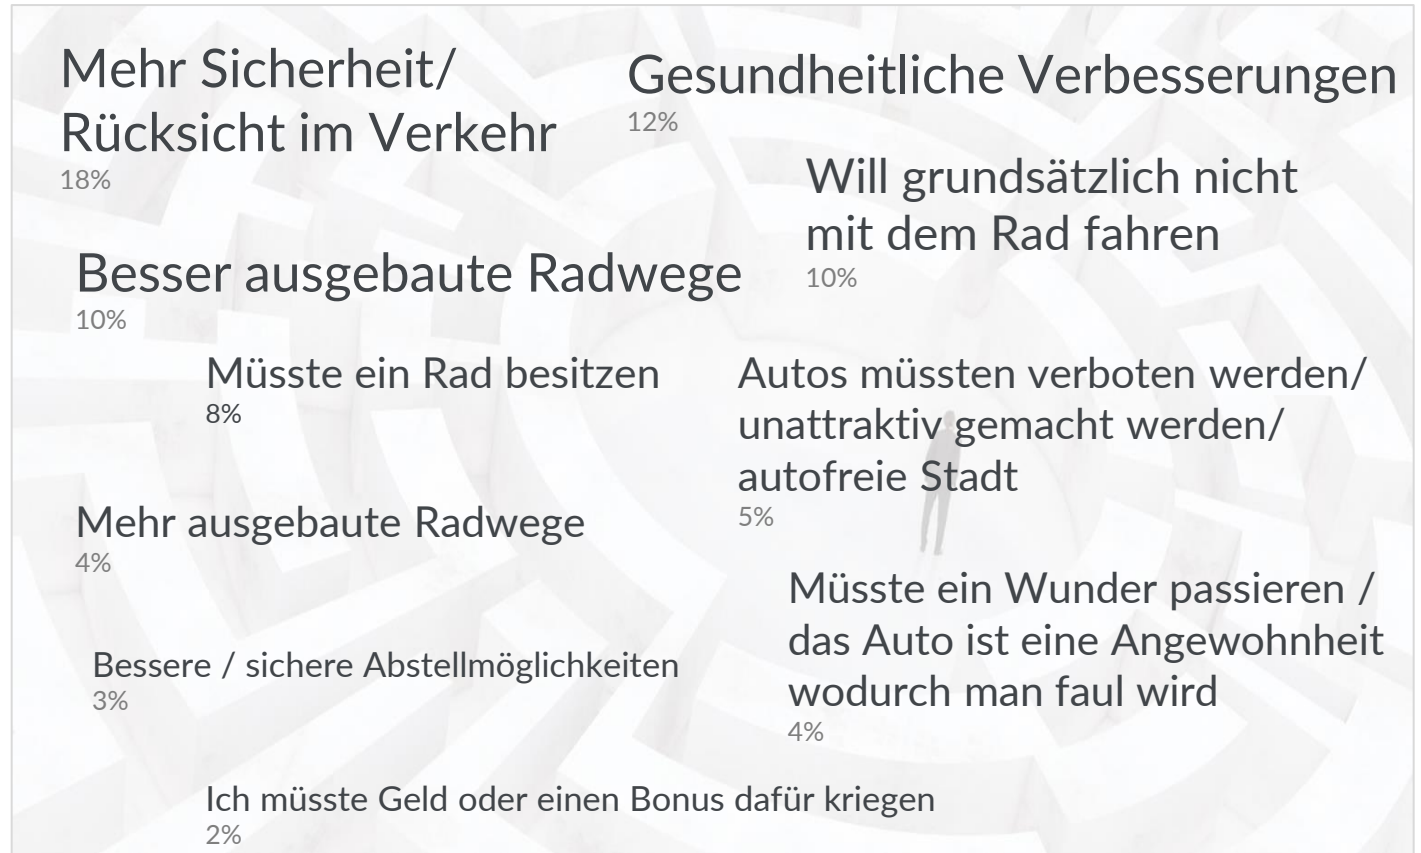 Mehr Sicherheit/
Rücksicht im Verkehr
18%
Gesundheitliche Verbesserungen
12%
Will grundsätzlich nicht
mit dem Rad fahren
10%
Besser ausgebaute Radwege
10%
Müsste ein Rad besitzen
8%
Autos müssten verboten werden/
unattraktiv gemacht werden/
autofreie Stadt
5%
Mehr ausgebaute Radwege
4%
Müsste ein Wunder passieren /
das Auto ist eine Angewohnheit
wodurch man faul wird
4%
Bessere / sichere Abstellmöglichkeiten
3%
Ich müsste Geld oder einen Bonus dafür kriegen
2%